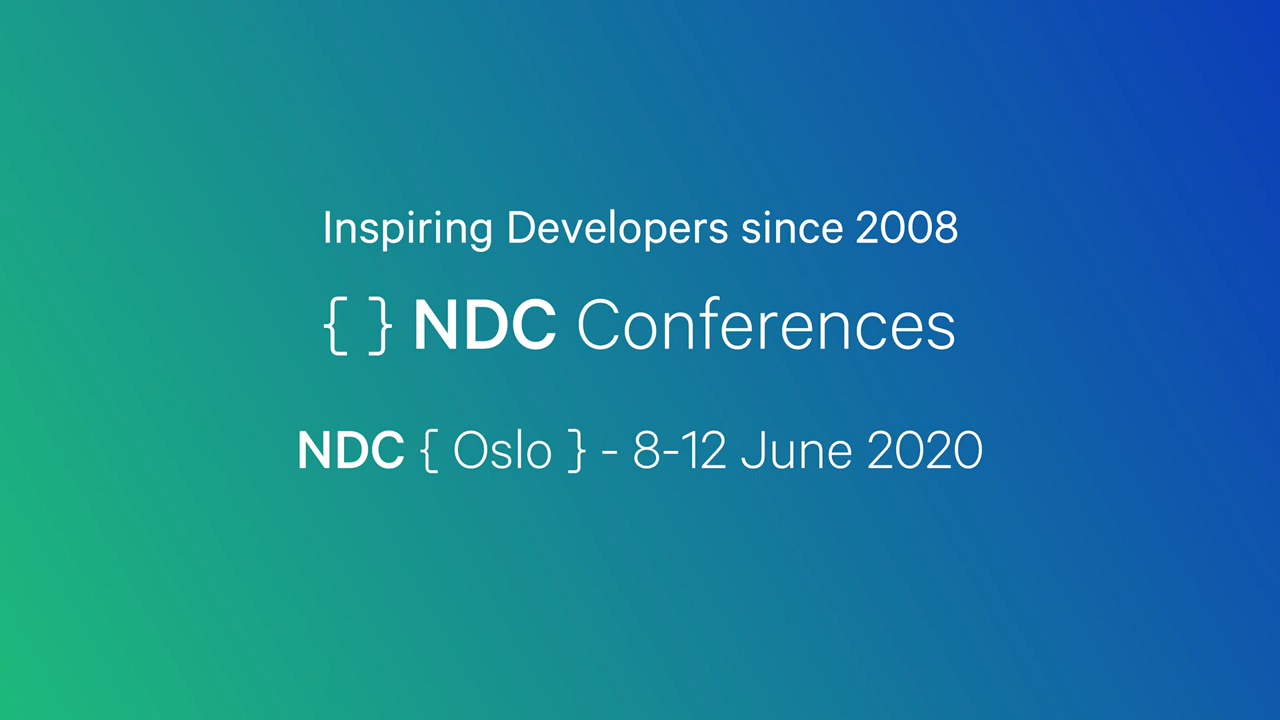 Inspiring Developers since 2008
{ } NDC Conferences
NDC { Oslo } - 8-12 June 2020